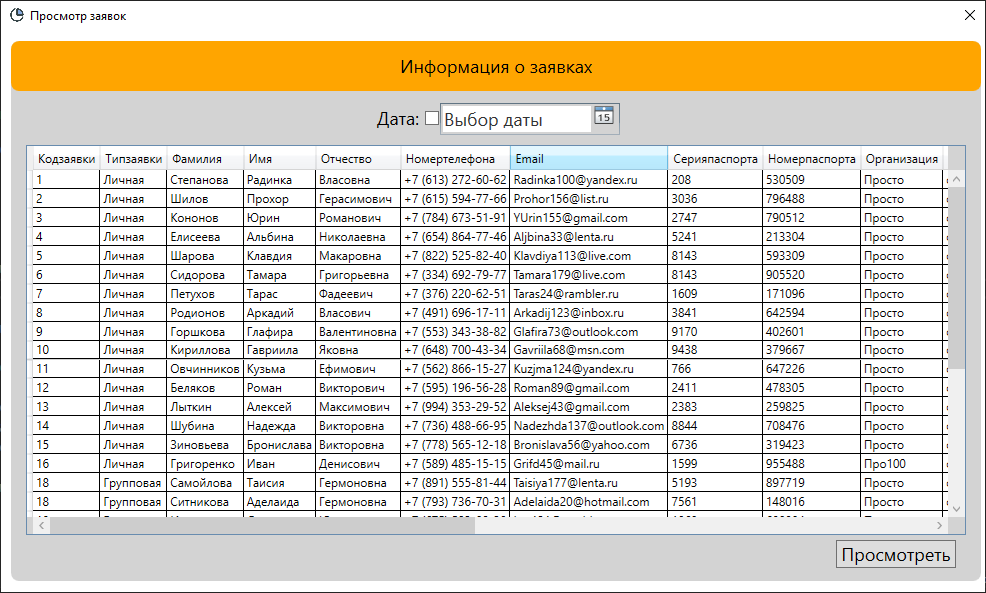 Просмотр заявок
Информация о заявках
Дата: Выбор даты 15
Кодзаявки Типзаявки Фамилия Имя Отчество Номертелефона Email Серияпаспорта Номерпаспорта Организация
1 Личная Степанова Радинка Власовна +7 (613) 272-60-62 Radinka100@yandex.ru 208 530509 Просто
2 Личная Шилов Прохор Герасимович +7 (615) 594-77-66 Prohor156@list.ru 3036 796488 Просто
3 Личная Кононов Юрин Романович +7 (784) 673-51-91 YUrin155@gmail.com 2747 790512 Просто
4 Личная Елисеева Альбина Николаевна +7 (654) 864-77-46 Aljbina33@lenta.ru 5241 213304 Просто
5 Личная Шарова Клавдия Макаровна +7 (822) 525-82-40 Klavdiya113@live.com 8143 593309 Просто
6 Личная Сидорова Тамара Григорьевна +7 (334) 692-79-77 Tamara179@live.com 8143 905520 Просто
7 Личная Петухов Тарас Фадеевич +7 (376) 220-62-51 Taras24@rambler.ru 1609 171096 Просто
8 Личная Родионов Аркадий Власович +7 (491) 696-17-11 Arkadij123@inbox.ru 3841 642594 Просто
9 Личная Горшкова Глафира Валентиновна +7 (553) 343-38-82 Glafira73@outlook.com 9170 402601 Просто
10 Личная Кириллова Гавриила Яковна +7 (648) 700-43-34 Gavriila68@msn.com 9438 379667 Просто
11 Личная Овчинников Кузьма Ефимович +7 (562) 866-15-27 Kuzjma124@yandex.ru 766 647226 Просто
12 Личная Беляков Роман Викторович +7 (595) 196-56-28 Roman89@gmail.com 2411 478305 Просто
13 Личная Лыткин Алексей Максимович +7 (994) 353-29-52 Aleksej43@gmail.com 2383 259825 Просто
14 Личная Шубина Надежда Викторовна +7 (736) 488-66-95 Nadezhda137@outlook.com 8844 708476 Просто
15 Личная Зиновьева Бронислава Викторовна +7 (778) 565-12-18 Bronislava56@yahoo.com 6736 319423 Просто
16 Личная Григоренко Иван Денисович +7 (589) 485-15-15 Grifd45@mail.ru 1599 955488 Про100
18 Групповая Самойлова Таисия Гермоновна +7 (891) 555-81-44 Taisiya177@lenta.ru 5193 897719 Просто
18 Групповая Ситникова Аделаида Гермоновна +7 (793) 736-70-31 Adelaida20@hotmail.com 7561 148016 Просто
Просмотреть